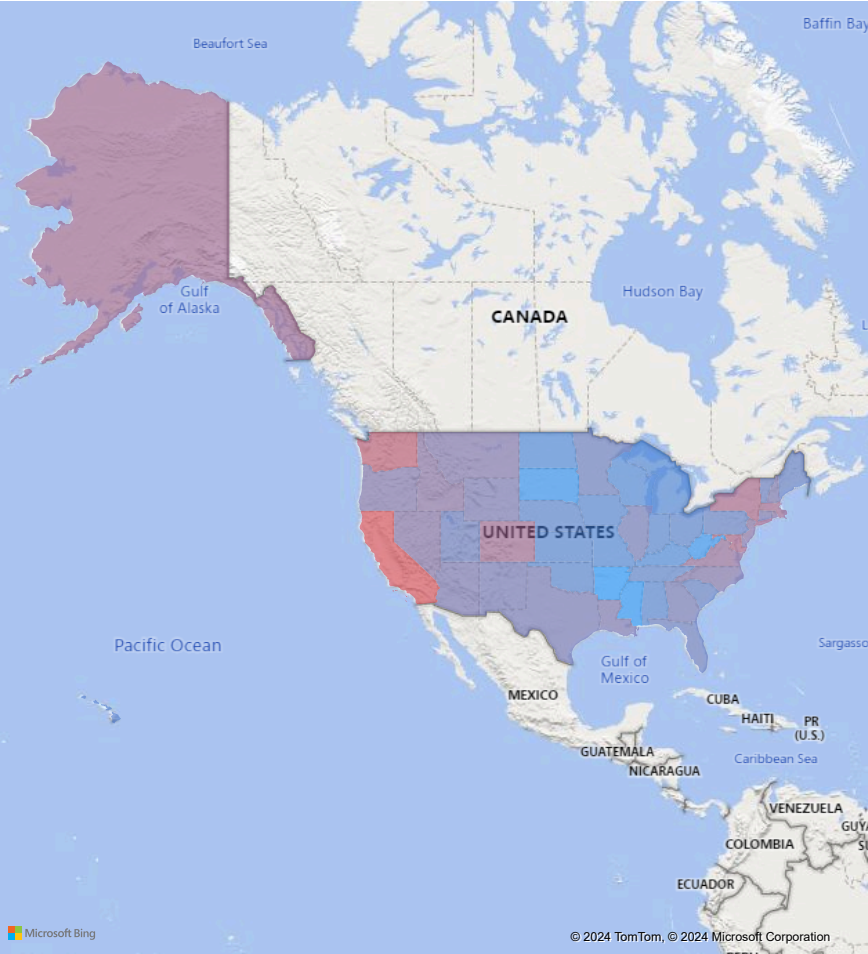 Baffin Bay
Beaufort Sea
Gulf
of Alaska
Hudson Bay
CANADA
UNITED STATES
Pacific Ocean
Gulf of
Mexico
MEXICO
CUBA
HAITI
PR
(U.S.)
GUATEMALA
NICARAGUA
Caribbean Sea
VENEZUELA
COLOMBIA
ECUADOR
Microsoft Bing
© 2024 TomTom, © 2024 Microsoft Corporation